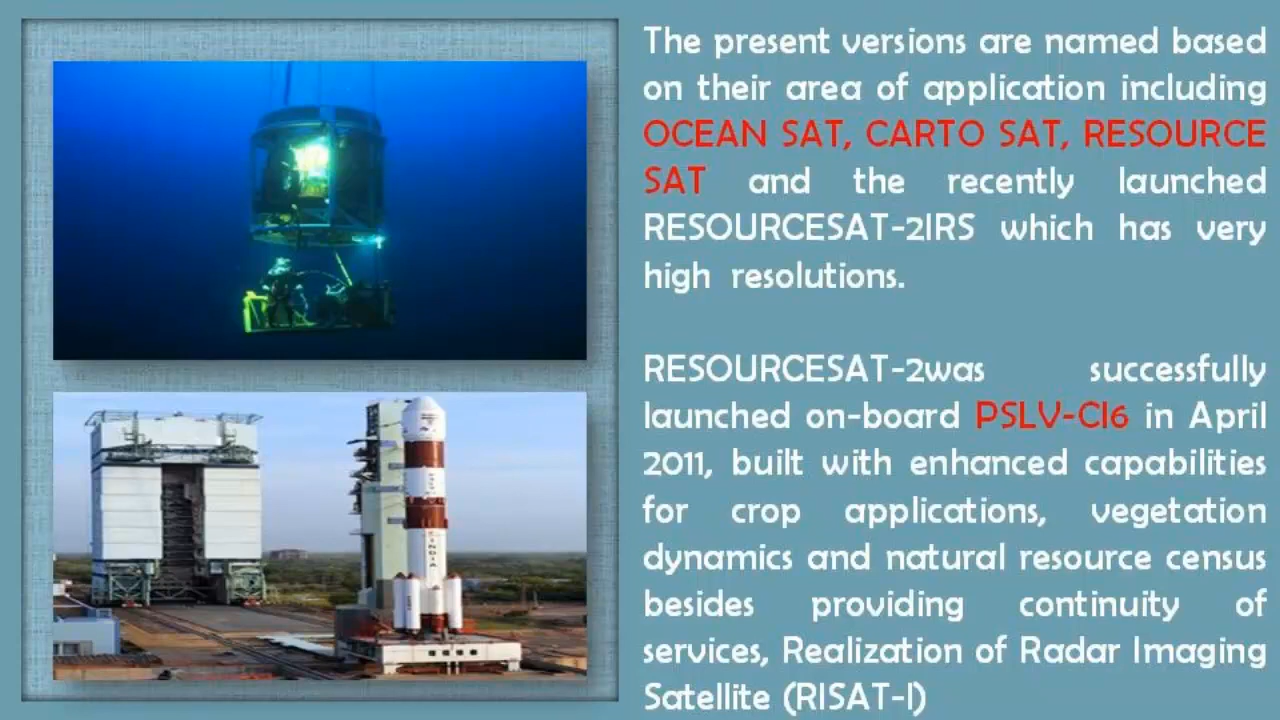 The present versions are named based
on their area of application including
OCEAN SAT, CARTO SAT, RESOURCE
SAT and the recently launched
RESOURCESAT-2IRS which has very
high resolutions.
RESOURCESAT-2was successfully
launched on-board PSLV-C16 in April
2011, built with enhanced capabilities
for crop applications, vegetation
dynamics and natural resource census
besides providing continuity of
services, Realization of Radar Imaging
Satellite (RISAT-I)
INDIA